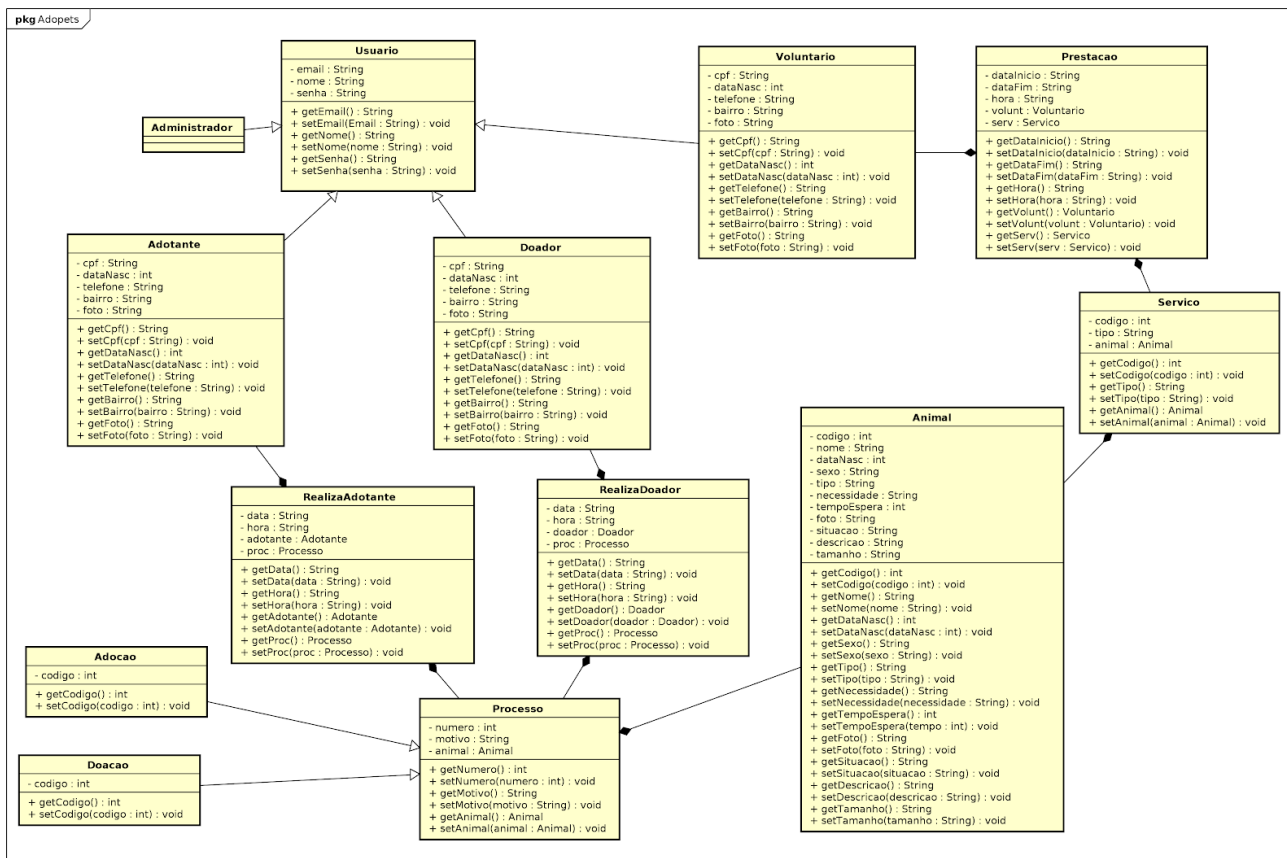 pkg Adopets
Usuario
- email : String
- nome : String
- senha : String
+ getEmail() : String
+ setEmail(Email : String) : void
+ getNome() : String
+ setNome(nome : String) : void
+ getSenha() : String
+ setSenha(senha : String) : void
Voluntario
- cpf : String
- dataNasc : int
- telefone : String
- bairro : String
- foto : String
+ getCpf() : String
+ setCpf(cpf : String) : void
+ getDataNasc() : int
+ setDataNasc(dataNasc : int) : void
+ getTelefone() : String
+ setTelefone(telefone : String) : void
+ getBairro() : String
+ setBairro(bairro : String) : void
+ getFoto() : String
+ setFoto(foto : String) : void
Prestacao
- dataInicio : String
- dataFim : String
- hora : String
- volunt : Voluntario
- serv : Servico
+ getDataInicio() : String
+ setDataInicio(dataInicio : String) : void
+ getDataFim() : String
+ setDataFim(dataFim : String) : void
+ getHora() : String
+ setHora(hora : String) : void
+ getVolunt() : Voluntario
+ setVolunt(volunt : Voluntario) : void
+ getServ() : Servico
+ setServ(serv : Servico) : void
Administrador
Adotante
- cpf : String
- dataNasc : int
- telefone : String
- bairro : String
- foto : String
+ getCpf() : String
+ setCpf(cpf : String) : void
+ getDataNasc() : int
+ setDataNasc(dataNasc : int) : void
+ getTelefone() : String
+ setTelefone(telefone : String) : void
+ getBairro() : String
+ setBairro(bairro : String) : void
+ getFoto() : String
+ setFoto(foto : String) : void
Doador
- cpf : String
- dataNasc : int
- telefone : String
- bairro : String
- foto : String
+ getCpf() : String
+ setCpf(cpf : String) : void
+ getDataNasc() : int
+ setDataNasc(dataNasc : int) : void
+ getTelefone() : String
+ setTelefone(telefone : String) : void
+ getBairro() : String
+ setBairro(bairro : String) : void
+ getFoto() : String
+ setFoto(foto : String) : void
Servico
- codigo : int
- tipo : String
- animal : Animal
+ getCodigo() : int
+ setCodigo(codigo : int) : void
+ getTipo() : String
+ setTipo(tipo : String) : void
+ getAnimal() : Animal
+ setAnimal(animal : Animal) : void
Animal
- codigo : int
- nome : String
- dataNasc : int
- sexo : String
- tipo : String
- necessidade : String
- tempoEspera : int
- foto : String
- situacao : String
- descricao : String
- tamanho : String
+ getCodigo() : int
+ setCodigo(codigo : int) : void
+ getNome() : String
+ setNome(nome : String) : void
+ getDataNasc() : int
+ setDataNasc(dataNasc : int) : void
+ getSexo() : String
+ setSexo(sexo : String) : void
+ getTipo() : String
+ setTipo(tipo : String) : void
+ getNecessidade() : String
+ setNecessidade(necessidade : String) : void
+ getTempoEspera() : int
+ setTempoEspera(tempo : int) : void
+ getFoto() : String
+ setFoto(foto : String) : void
+ getSituacao() : String
+ setSituacao(situacao : String) : void
+ getDescricao() : String
+ setDescricao(descricao : String) : void
+ getTamanho() : String
+ setTamanho(tamanho : String) : void
RealizaAdotante
- data : String
- hora : String
- adotante : Adotante
- proc : Processo
+ getData() : String
+ setData(data : String) : void
+ getHora() : String
+ setHora(hora : String) : void
+ getAdotante() : Adotante
+ setAdotante(adotante : Adotante) : void
+ getProc() : Processo
+ setProc(proc : Processo) : void
RealizaDoador
- data : String
- hora : String
- doador : Doador
- proc : Processo
+ getData() : String
+ setData(data : String) : void
+ getHora() : String
+ setHora(hora : String) : void
+ getDoador() : Doador
+ setDoador(doador : Doador) : void
+ getProc() : Processo
+ setProc(proc : Processo) : void
Adocao
- codigo : int
+ getCodigo() : int
+ setCodigo(codigo : int) : void
Doacao
- codigo : int
+ getCodigo() : int
+ setCodigo(codigo : int) : void
Processo
- numero : int
- motivo : String
- animal : Animal
+ getNumero() : int
+ setNumero(numero : int) : void
+ getMotivo() : String
+ setMotivo(motivo : String) : void
+ getAnimal() : Animal
+ setAnimal(animal : Animal) : void